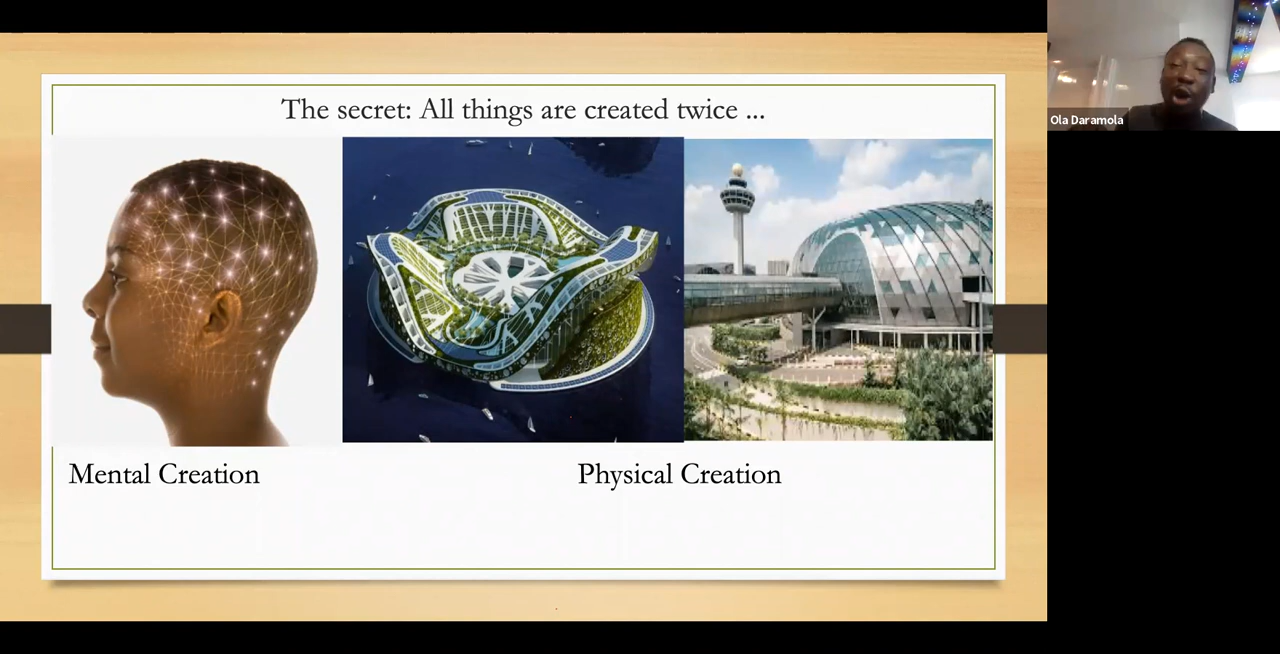 The secret: All things are created twice ...
Ola Daramola
Mental Creation
Physical Creation